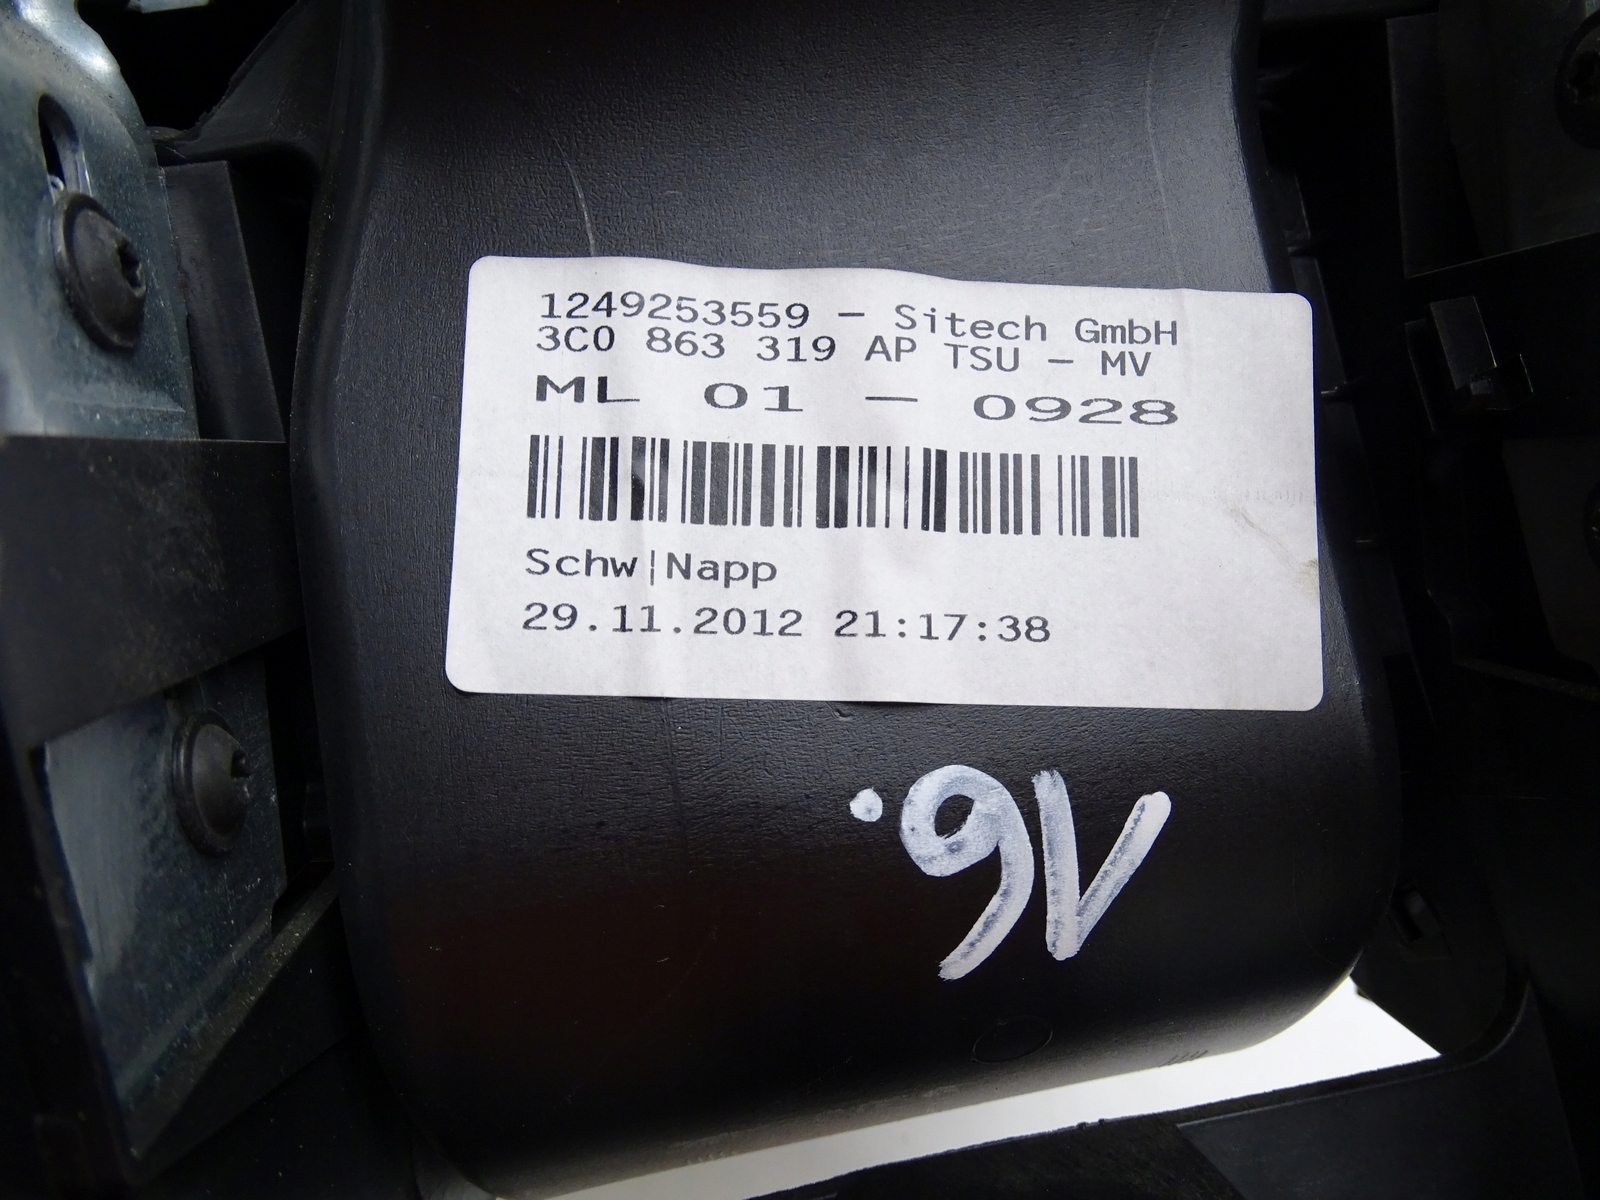 1249253559 - Sitech GmbH
3C0 863 319 AP TSU - MV
ML 01 - 0928
Schw|Napp
29.11.2012 21:17:38
16.